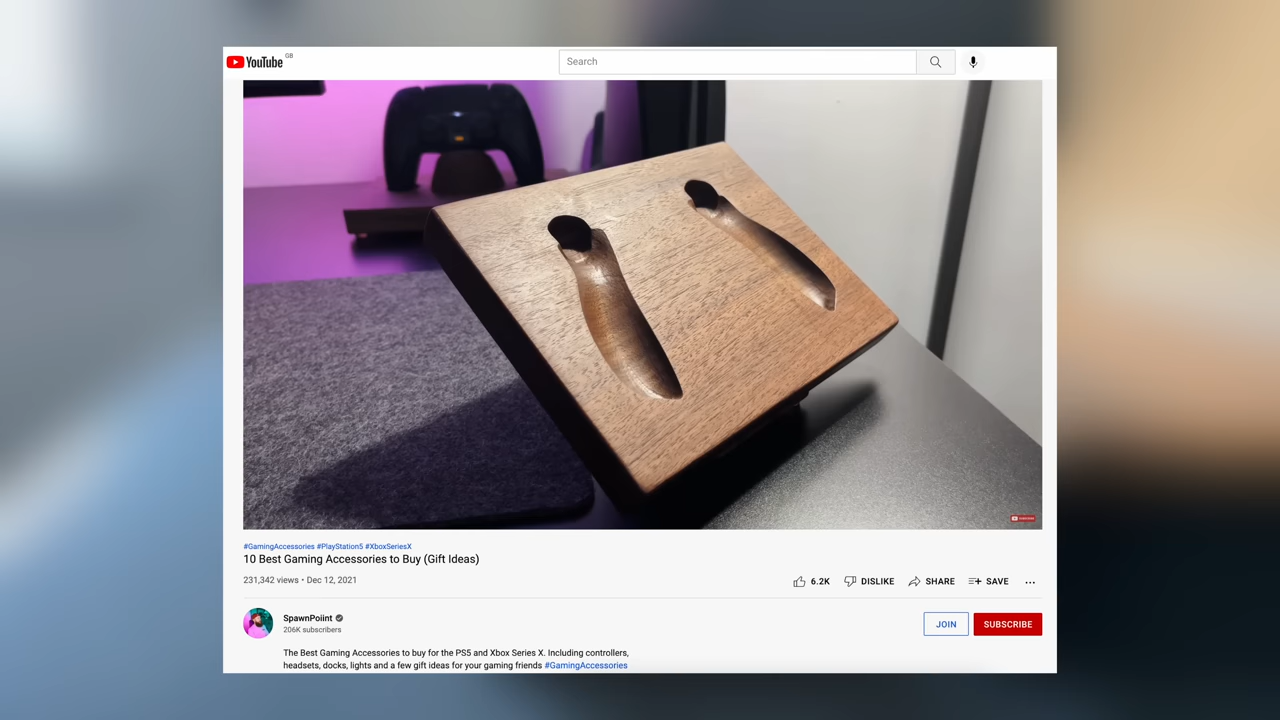 YouTube GB
Search
SUBSCRIBE
#GamingAccessories #PlayStation5 #XboxSeriesX
10 Best Gaming Accessories to Buy (Gift Ideas)
231,342 views • Dec 12, 2021
6.2K DISLIKE SHARE SAVE ...
SpawnPoiint
206K subscribers
JOIN SUBSCRIBE
The Best Gaming Accessories to buy for the PS5 and Xbox Series X. Including controllers,
headsets, docks, lights and a few gift ideas for your gaming friends #GamingAccessories